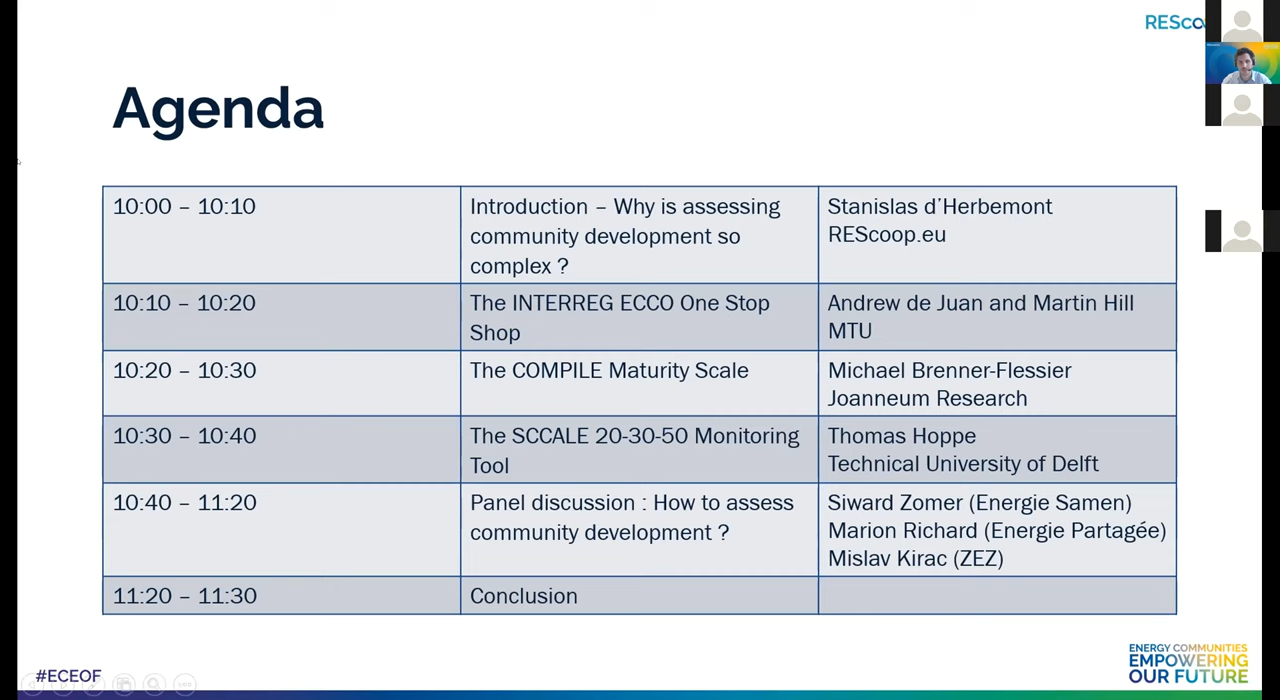 REScoo
Agenda
10:00 – 10:10
Introduction – Why is assessing
community development so
complex ?
Stanislas d’Herbemont
REScoop.eu
10:10 – 10:20
The INTERREG ECCO One Stop
Shop
Andrew de Juan and Martin Hill
MTU
10:20 – 10:30
The COMPILE Maturity Scale
Michael Brenner-Flessier
Joanneum Research
10:30 – 10:40
The SCCALE 20-30-50 Monitoring
Tool
Thomas Hoppe
Technical University of Delft
10:40 – 11:20
Panel discussion : How to assess
community development ?
Siward Zomer (Energie Samen)
Marion Richard (Energie Partagée)
Mislav Kirac (ZEZ)
11:20 – 11:30
Conclusion
#ECEOF
ENERGY COMMUNITIES
EMPOWERING
OUR FUTURE